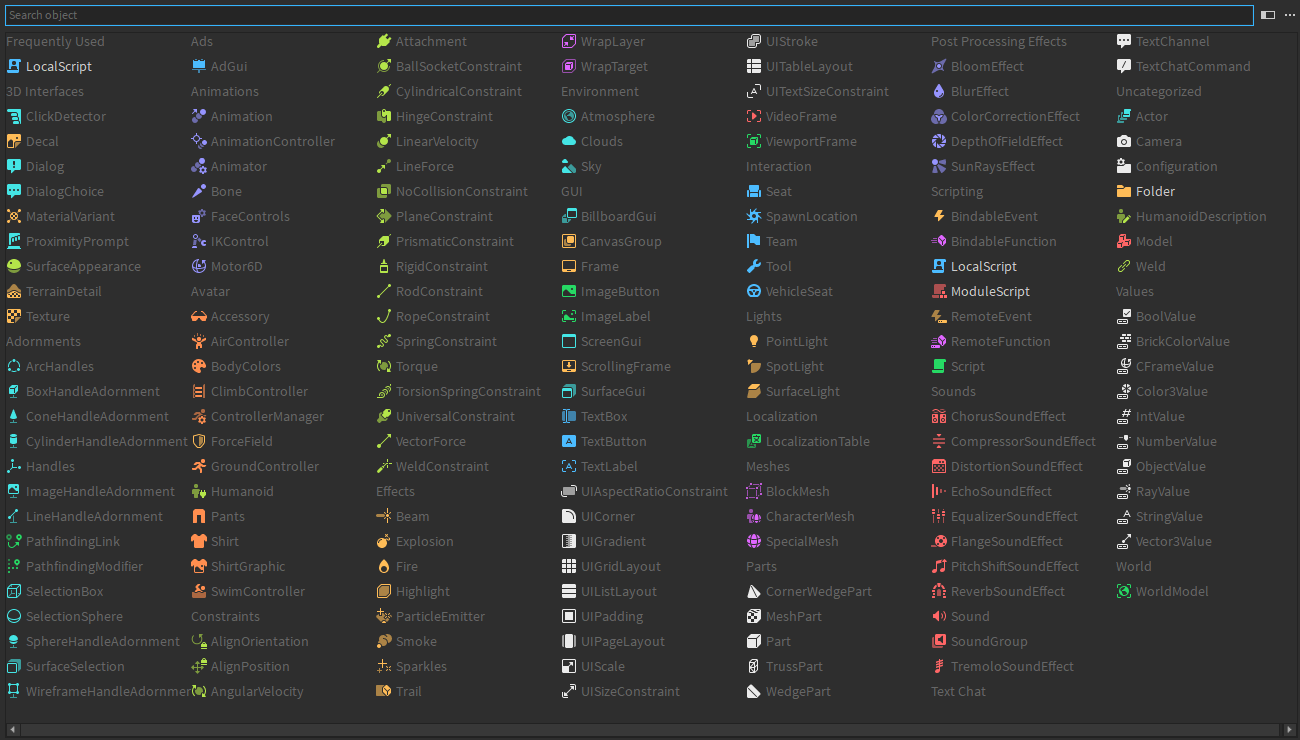 Search object
Frequently Used
LocalScript
3D Interfaces
ClickDetector
Decal
Dialog
DialogChoice
MaterialVariant
ProximityPrompt
SurfaceAppearance
TerrainDetail
Texture
Adornments
ArcHandles
BoxHandleAdornment
ConeHandleAdornment
CylinderHandleAdornment
Handles
ImageHandleAdornment
LineHandleAdornment
PathfindingLink
PathfindingModifier
SelectionBox
SelectionSphere
SphereHandleAdornment
SurfaceSelection
WireframeHandleAdornmen
Ads
AdGui
Animations
Animation
AnimationController
Animator
Bone
FaceControls
IKControl
Motor6D
Avatar
Accessory
AirController
BodyColors
ClimbController
ControllerManager
ForceField
GroundController
Humanoid
Pants
Shirt
ShirtGraphic
SwimController
Constraints
AlignOrientation
AlignPosition
AngularVelocity
Attachment
BallSocketConstraint
CylindricalConstraint
HingeConstraint
LinearVelocity
LineForce
NoCollisionConstraint
PlaneConstraint
PrismaticConstraint
RigidConstraint
RodConstraint
RopeConstraint
SpringConstraint
Torque
TorsionSpringConstraint
UniversalConstraint
VectorForce
WeldConstraint
Effects
Beam
Explosion
Fire
Highlight
ParticleEmitter
Smoke
Sparkles
Trail
WrapLayer
WrapTarget
Environment
Atmosphere
Clouds
Sky
GUI
BillboardGui
CanvasGroup
Frame
ImageButton
ImageLabel
ScreenGui
ScrollingFrame
SurfaceGui
TextBox
TextButton
TextLabel
UIAspectRatioConstraint
UICorner
UIGradient
UIGridLayout
UIListLayout
UIPadding
UIPageLayout
UIScale
UISizeConstraint
UIStroke
UITableLayout
UITextSizeConstraint
VideoFrame
ViewportFrame
Interaction
Seat
SpawnLocation
Team
Tool
VehicleSeat
Lights
PointLight
SpotLight
SurfaceLight
Localization
LocalizationTable
Meshes
BlockMesh
CharacterMesh
SpecialMesh
Parts
CornerWedgePart
MeshPart
Part
TrussPart
WedgePart
Post Processing Effects
BloomEffect
BlurEffect
ColorCorrectionEffect
DepthOfFieldEffect
SunRaysEffect
Scripting
BindableEvent
BindableFunction
LocalScript
ModuleScript
RemoteEvent
RemoteFunction
Script
Sounds
ChorusSoundEffect
CompressorSoundEffect
DistortionSoundEffect
EchoSoundEffect
EqualizerSoundEffect
FlangeSoundEffect
PitchShiftSoundEffect
ReverbSoundEffect
Sound
SoundGroup
TremoloSoundEffect
Text Chat
TextChannel
TextChatCommand
Uncategorized
Actor
Camera
Configuration
Folder
HumanoidDescription
Model
Weld
Values
BoolValue
BrickColorValue
CFrameValue
Color3Value
IntValue
NumberValue
ObjectValue
RayValue
StringValue
Vector3Value
World
WorldModel